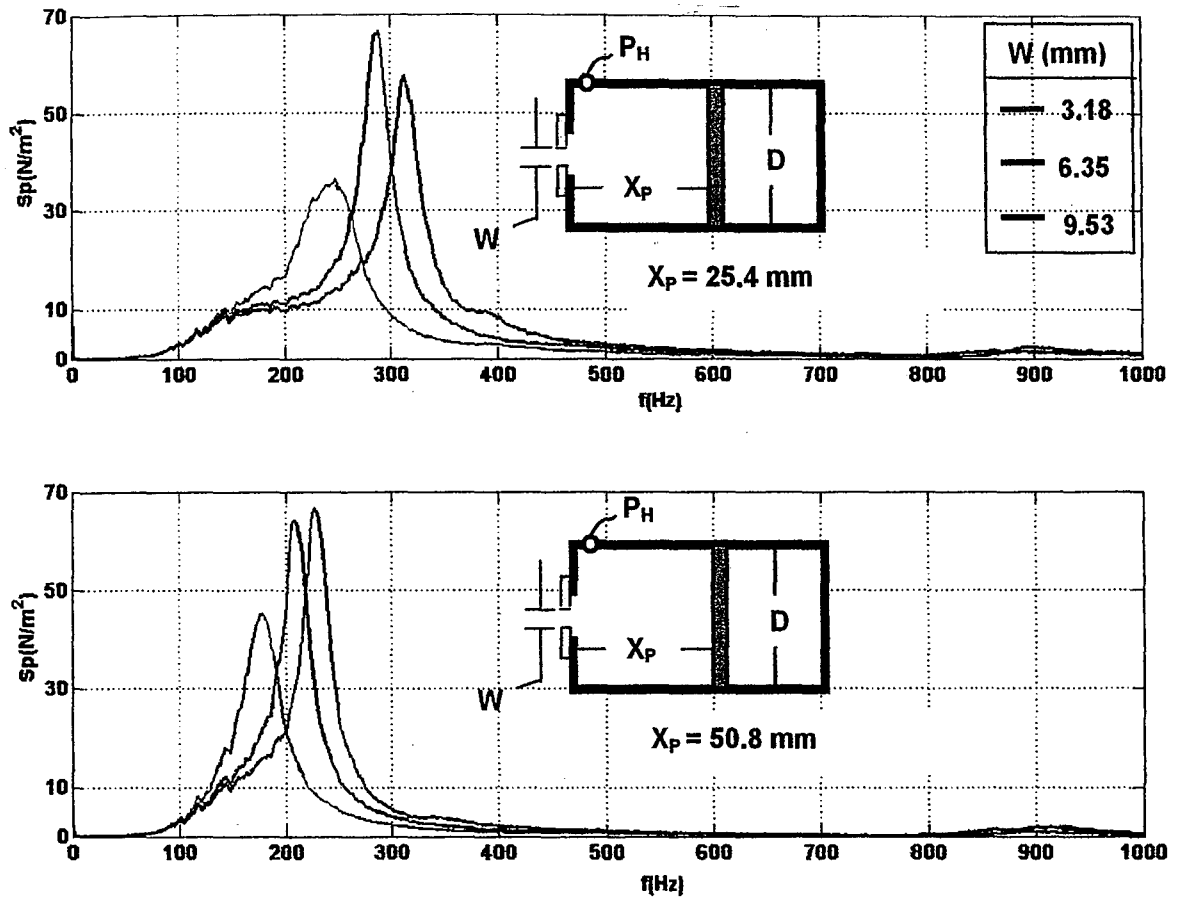 70
50
30
10
0
Sp(N/m²)
0 100 200 300 400 500 600 700 800 900 1000
f(Hz)
P_H
X_P
D
W
X_P = 25.4 mm
W (mm)
3.18
6.35
9.53
70
50
30
10
0
Sp(N/m²)
0 100 200 300 400 500 600 700 800 900 1000
f(Hz)
P_H
X_P
D
W
X_P = 50.8 mm